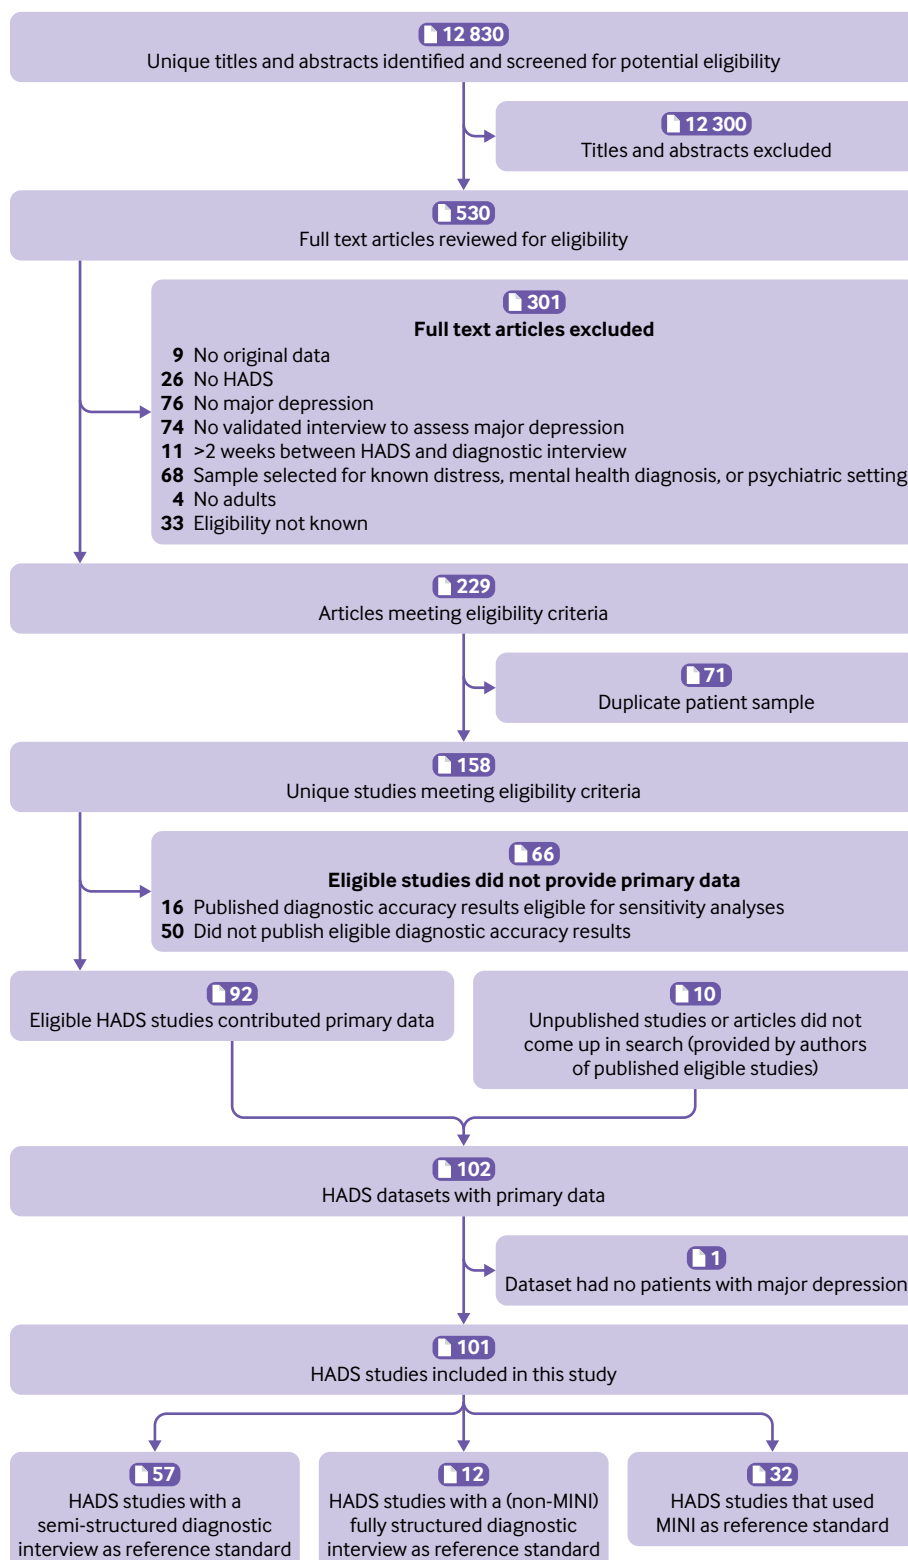 12 830
Unique titles and abstracts identified and screened for potential eligibility
12 300
Titles and abstracts excluded
530
Full text articles reviewed for eligibility
301
Full text articles excluded
9 No original data
26 No HADS
76 No major depression
74 No validated interview to assess major depression
11 >2 weeks between HADS and diagnostic interview
68 Sample selected for known distress, mental health diagnosis, or psychiatric setting
4 No adults
33 Eligibility not known
229
Articles meeting eligibility criteria
71
Duplicate patient sample
158
Unique studies meeting eligibility criteria
66
Eligible studies did not provide primary data
16 Published diagnostic accuracy results eligible for sensitivity analyses
50 Did not publish eligible diagnostic accuracy results
92
Eligible HADS studies contributed primary data
10
Unpublished studies or articles did not
come up in search (provided by authors
of published eligible studies)
102
HADS datasets with primary data
1
Dataset had no patients with major depression
101
HADS studies included in this study
57
HADS studies with a
semi-structured diagnostic
interview as reference standard
12
HADS studies with a (non-MINI)
fully structured diagnostic
interview as reference standard
32
HADS studies that used
MINI as reference standard